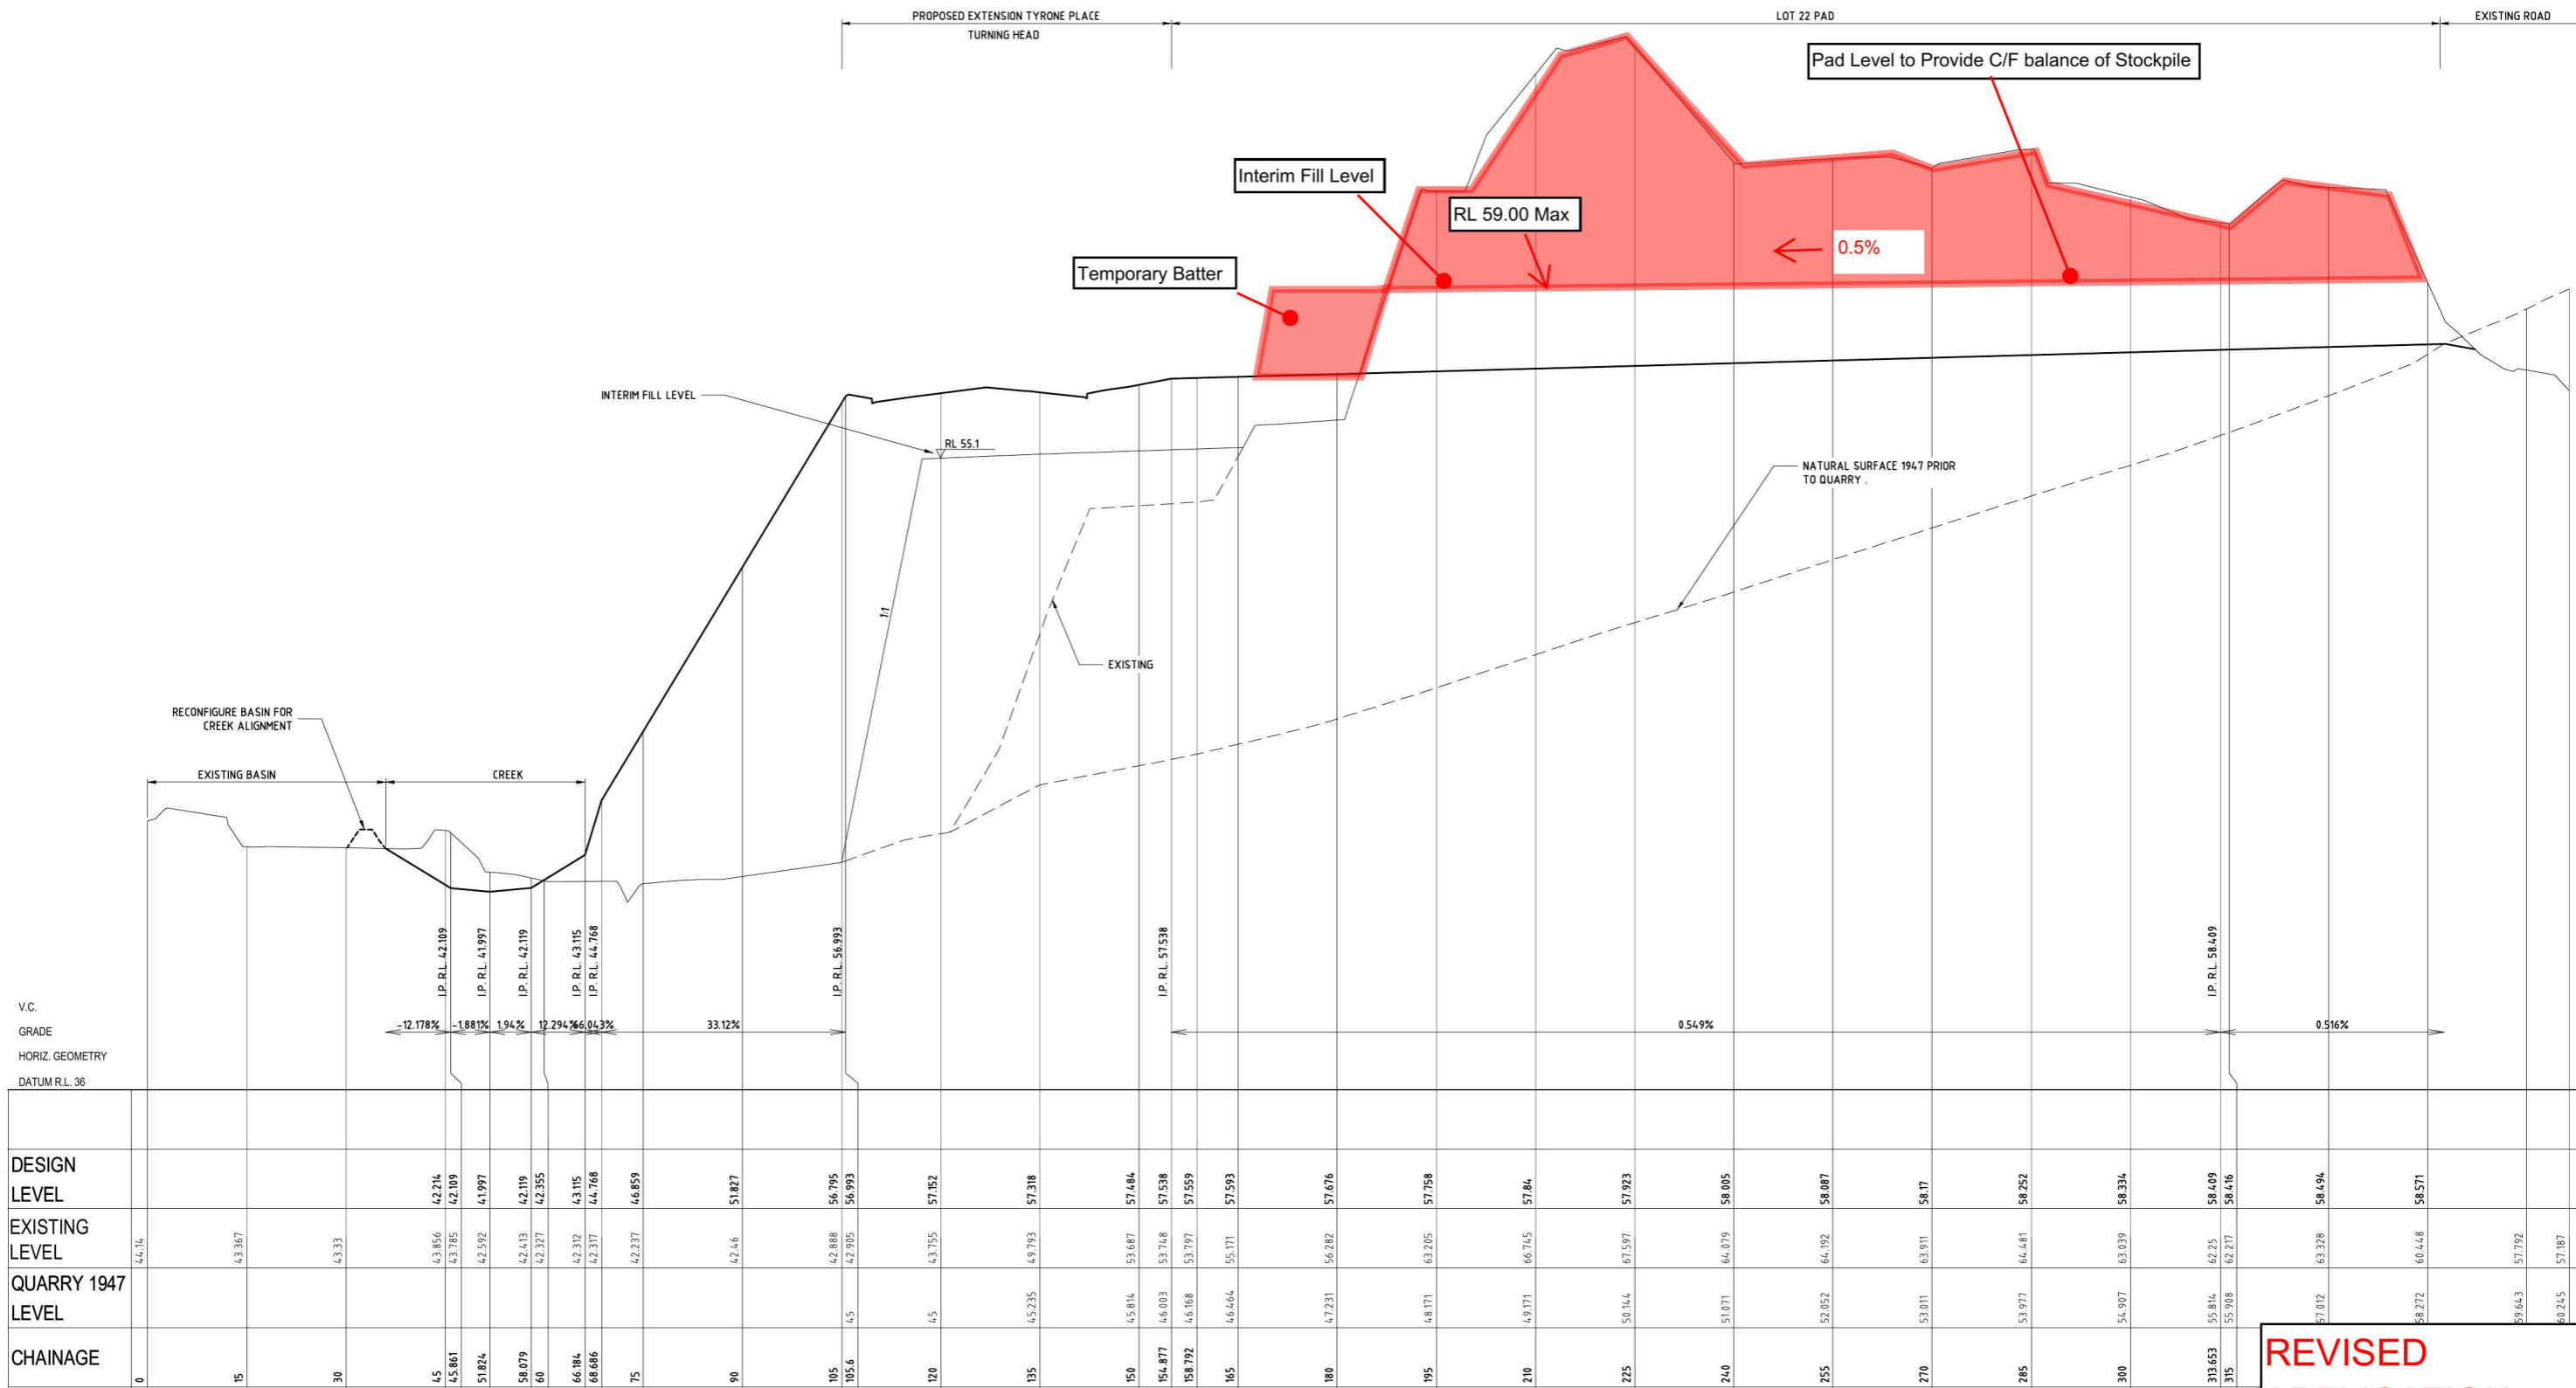 PROPOSED EXTENSION TYRONE PLACE
TURNING HEAD
LOT 22 PAD
EXISTING ROAD
Pad Level to Provide C/F balance of Stockpile
Interim Fill Level
RL 59.00 Max
0.5%
Temporary Batter
INTERIM FILL LEVEL
RL 55.1
NATURAL SURFACE 1947 PRIOR
TO QUARRY .
1:1
EXISTING
RECONFIGURE BASIN FOR
CREEK ALIGNMENT
EXISTING BASIN
CREEK
I.P. R.L. 42.109
I.P. R.L. 41.997
I.P. R.L. 42.119
I.P. R.L. 43.115
I.P. R.L. 44.768
I.P. R.L. 56.993
I.P. R.L. 57.538
I.P. R.L. 58.409
V.C.
GRADE
-12.178% -1.881% 1.94% 12.294% 66.043% 33.12% 0.549% 0.516%
HORIZ. GEOMETRY
DATUM R.L. 36
DESIGN
LEVEL
42.214 42.109 41.997 42.119 42.355 43.115 44.768 46.859 51.827 56.795 56.993 57.152 57.318 57.484 57.538 57.559 57.593 57.676 57.758 57.84 57.923 58.005 58.087 58.17 58.252 58.334 58.409 58.416 58.494 58.571
EXISTING
LEVEL
44.14 43.367 43.33 43.856 43.785 42.592 42.413 42.327 42.312 42.317 42.237 42.46 42.888 42.905 43.755 49.793 53.687 53.748 53.797 55.171 56.282 63.205 66.745 67.597 64.079 64.192 63.911 64.481 63.039 62.25 62.217 63.328 60.448 57.792 57.187
QUARRY 1947
LEVEL
45 45 45.235 45.814 46.003 46.168 46.464 47.231 48.171 49.171 50.144 51.071 52.052 53.011 53.977 54.907 55.814 55.908 57.012 58.272 59.643 60.245
CHAINAGE
0 15 30 45 45.861 51.824 58.079 60 66.184 68.686 75 90 105 105.6 120 135 150 154.877 158.792 165 180 195 210 225 240 255 270 285 300 313.653 315
REVISED